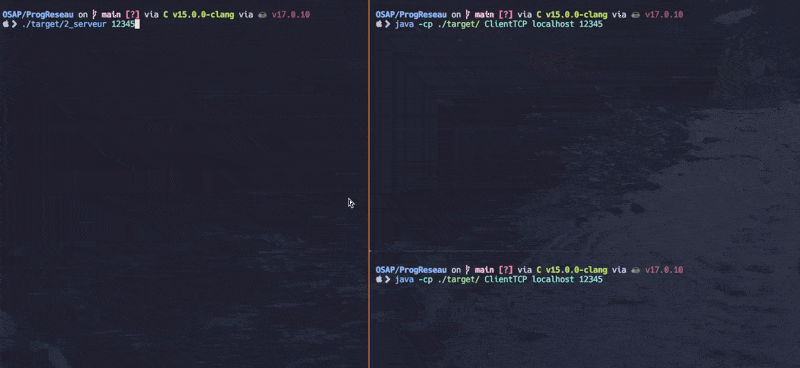 OSAP/ProgReseau on main [?] via C v15.0.0-clang via ☕ v17.0.10
❯ ./target/2_serveur 12345
OSAP/ProgReseau on main [?] via C v15.0.0-clang via ☕ v17.0.10
❯ java -cp ./target/ ClientTCP localhost 12345
OSAP/ProgReseau on main [?] via C v15.0.0-clang via ☕ v17.0.10
❯ java -cp ./target/ ClientTCP localhost 12345